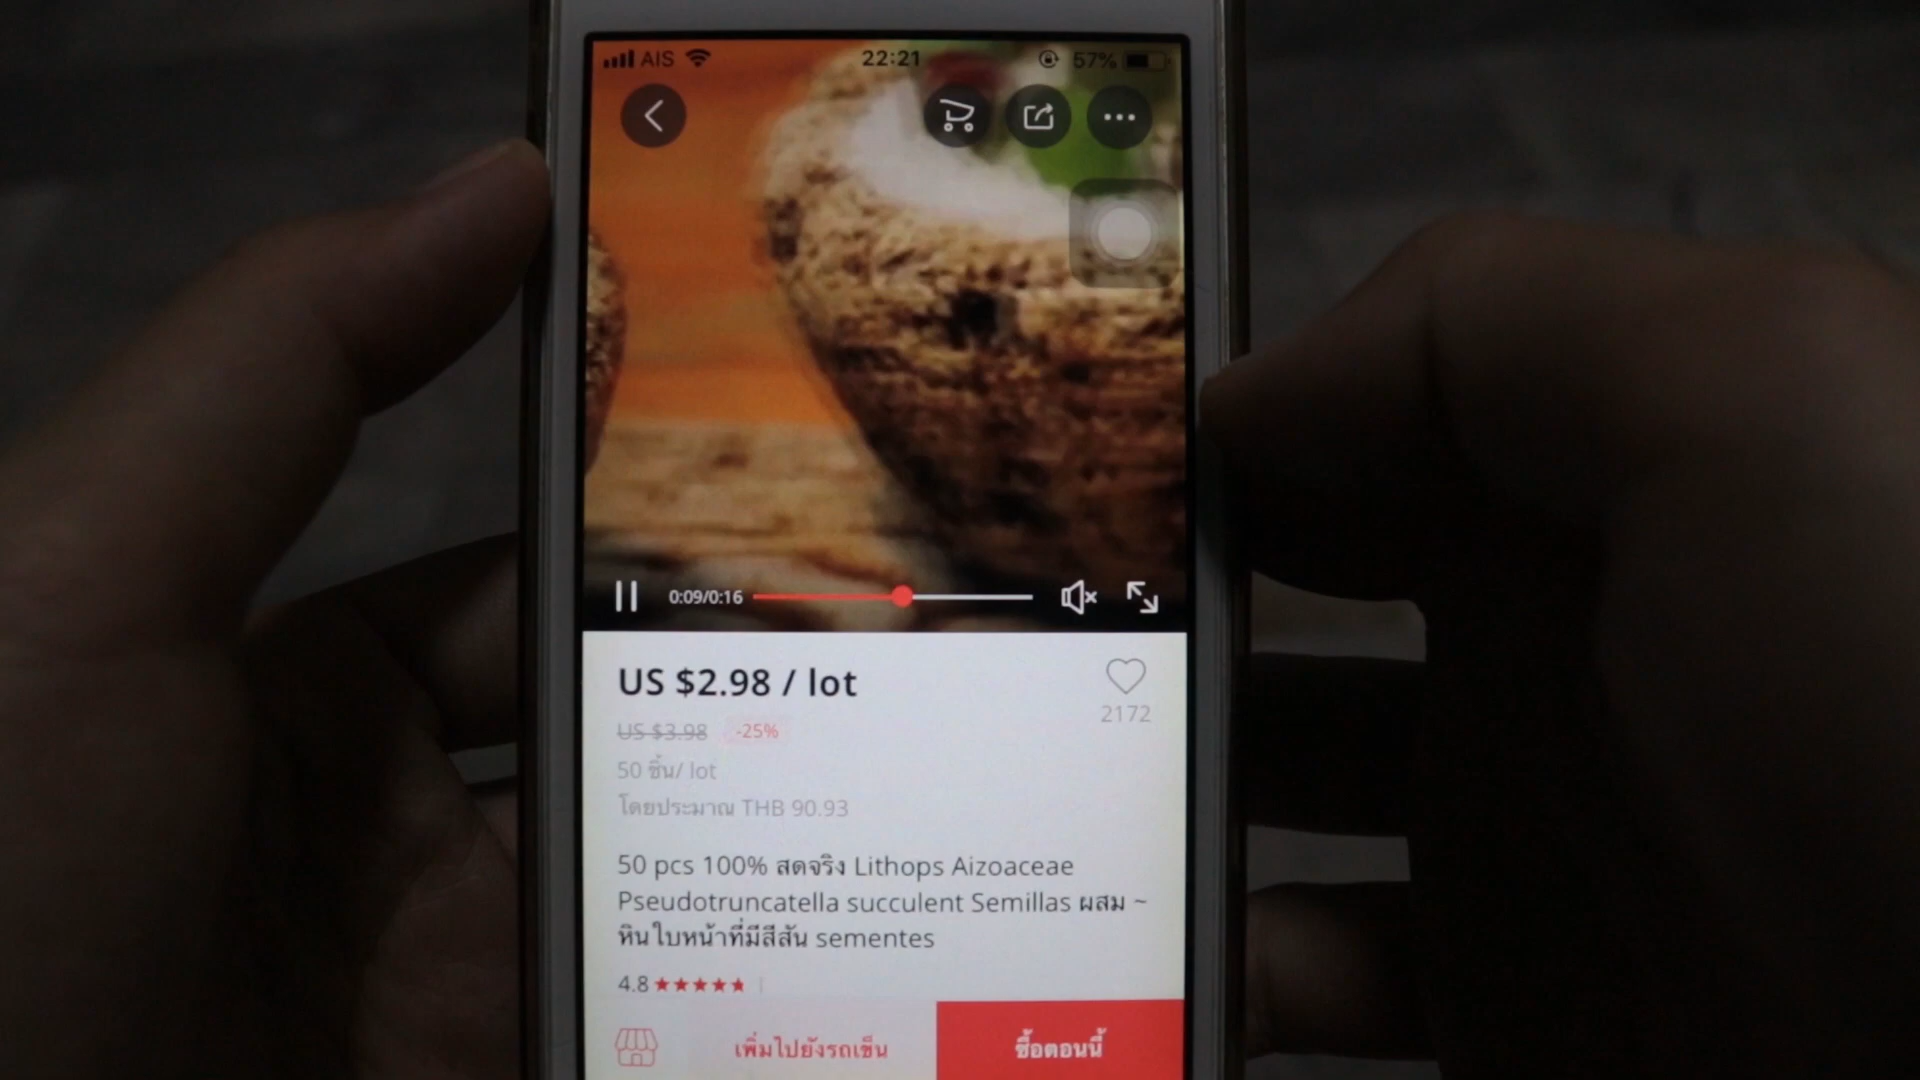 AIS 22:21 57%
0:09/0:16
US $2.98 / lot
2172
US $3.98 -25%
50 ชิ้น/ lot
โดยประมาณ THB 90.93
50 pcs 100% สดจริง Lithops Aizoaceae
Pseudotruncatella succulent Semillas ผสม ~
หินใบหน้าที่มีสีสัน sementes
4.8
เพิ่มไปยังรถเข็น ซื้อตอนนี้